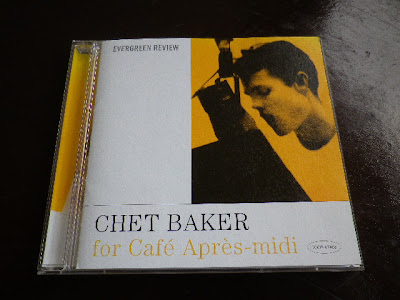 EVERGREEN REVIEW
CHET BAKER
for Café Après-midi